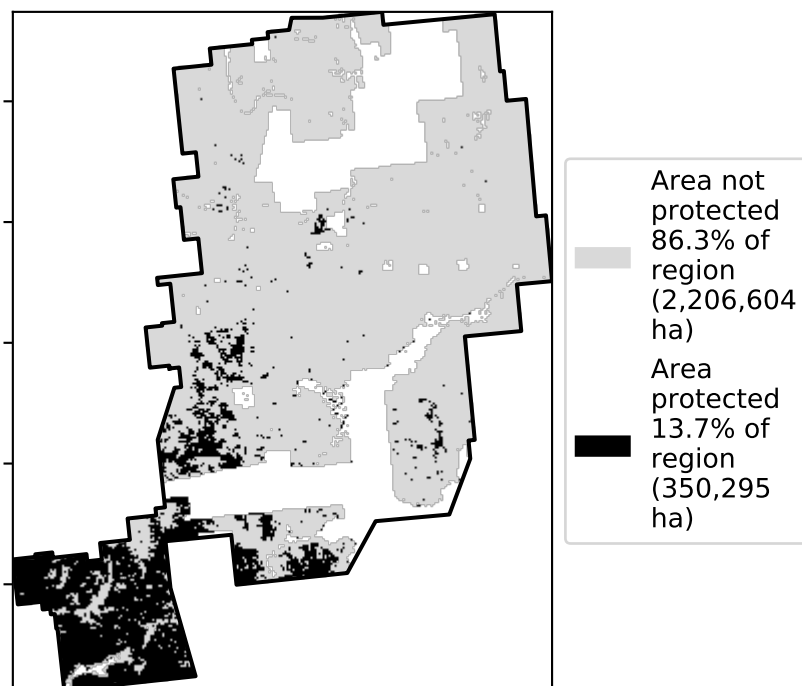 Area not
protected
86.3% of
region
(2,206,604
ha)
Area
protected
13.7% of
region
(350,295
ha)